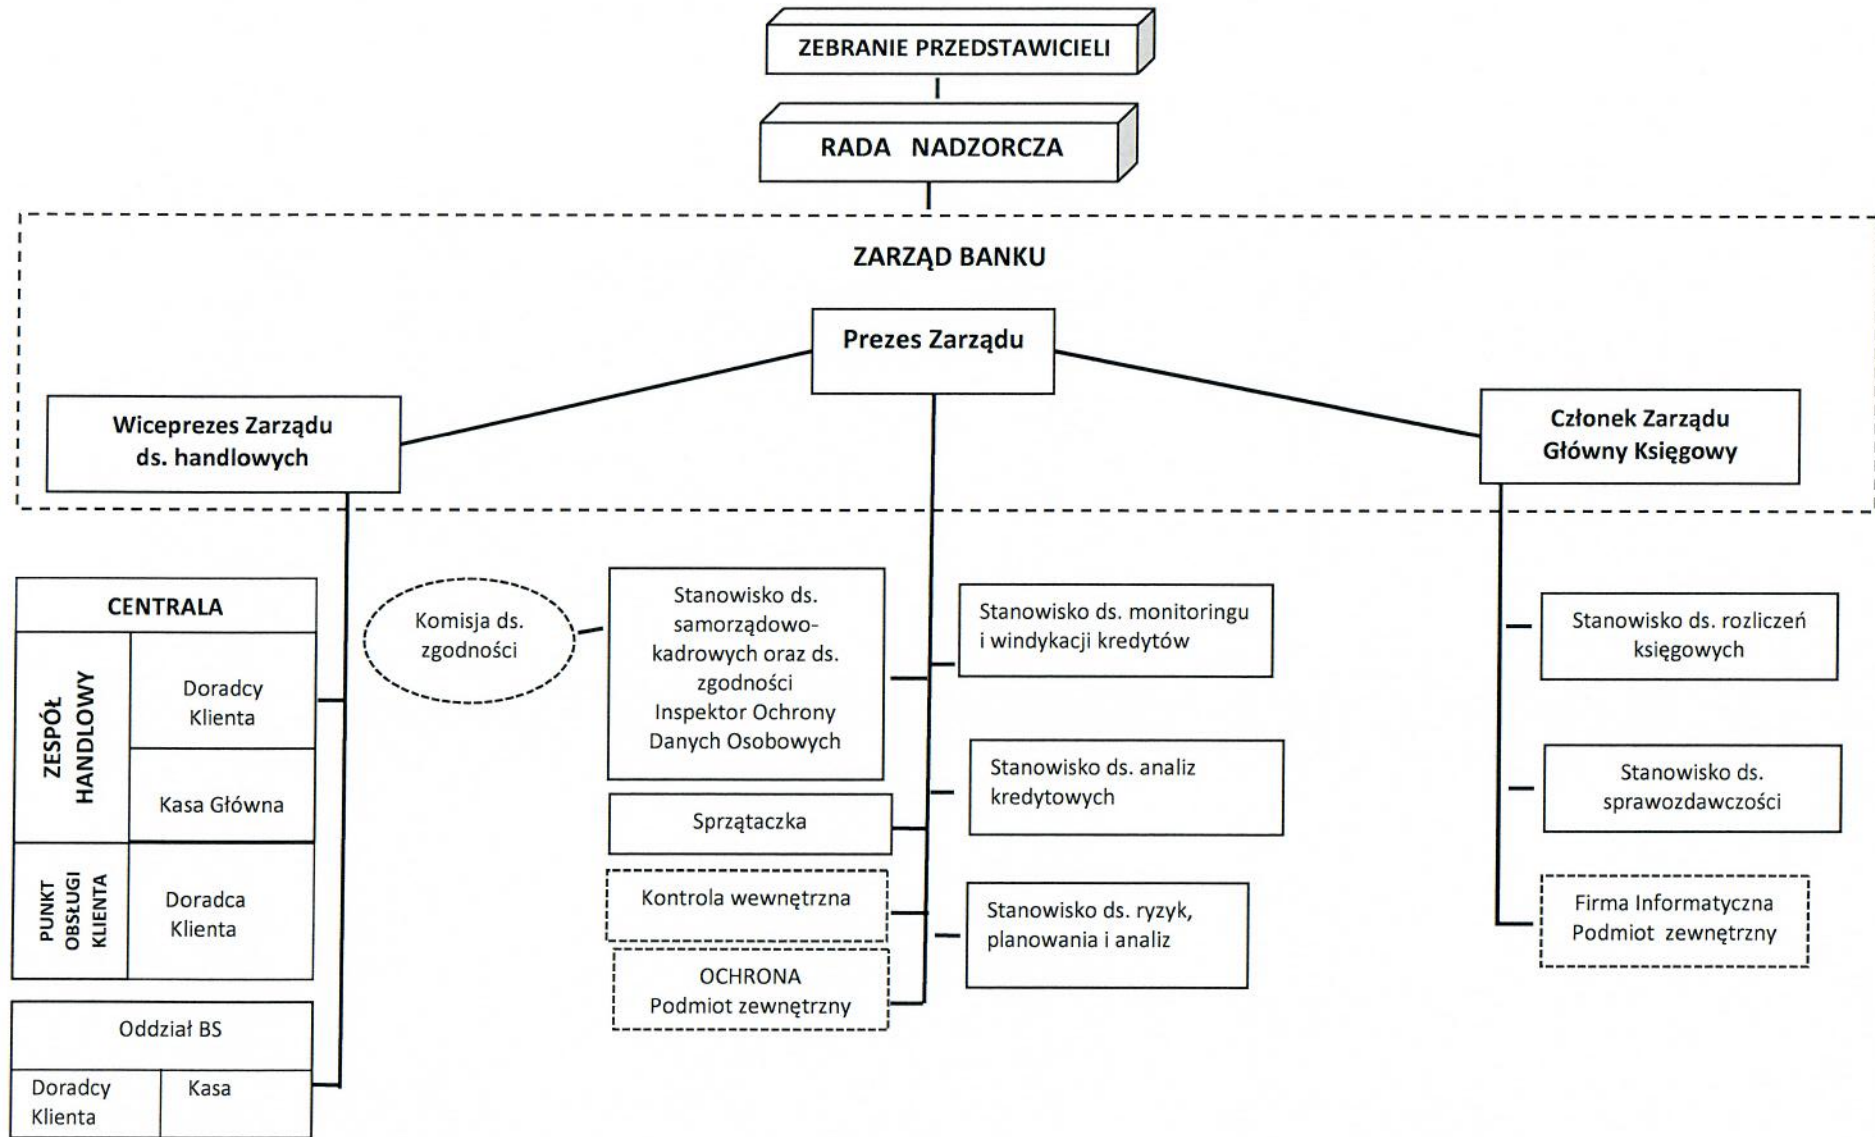 ZEBRANIE PRZEDSTAWICIELI
RADA NADZORCZA
ZARZĄD BANKU
Prezes Zarządu
Wiceprezes Zarządu
ds. handlowych
Członek Zarządu
Główny Księgowy
CENTRALA
ZESPÓŁ
HANDLOWY
Doradcy
Klienta
Kasa Główna
PUNKT
OBSŁUGI
KLIENTA
Doradca
Klienta
Oddział BS
Doradcy
Klienta
Kasa
Komisja ds.
zgodności
Stanowisko ds.
samorządowo-
kadrowych oraz ds.
zgodności
Inspektor Ochrony
Danych Osobowych
Sprzątaczka
Kontrola wewnętrzna
OCHRONA
Podmiot zewnętrzny
Stanowisko ds. monitoringu
i windykacji kredytów
Stanowisko ds. analiz
kredytowych
Stanowisko ds. ryzyk,
planowania i analiz
Stanowisko ds. rozliczeń
księgowych
Stanowisko ds.
sprawozdawczości
Firma Informatyczna
Podmiot zewnętrzny